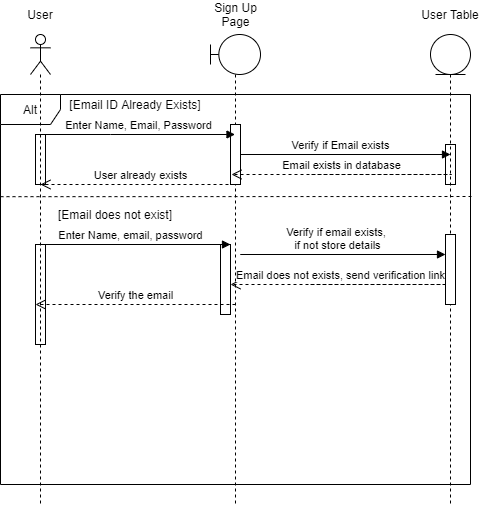 User
Sign Up
Page
User Table
Alt
[Email ID Already Exists]
Enter Name, Email, Password
Verify if Email exists
Email exists in database
User already exists
[Email does not exist]
Enter Name, email, password
Verify if email exists,
if not store details
Email does not exists, send verification link
Verify the email